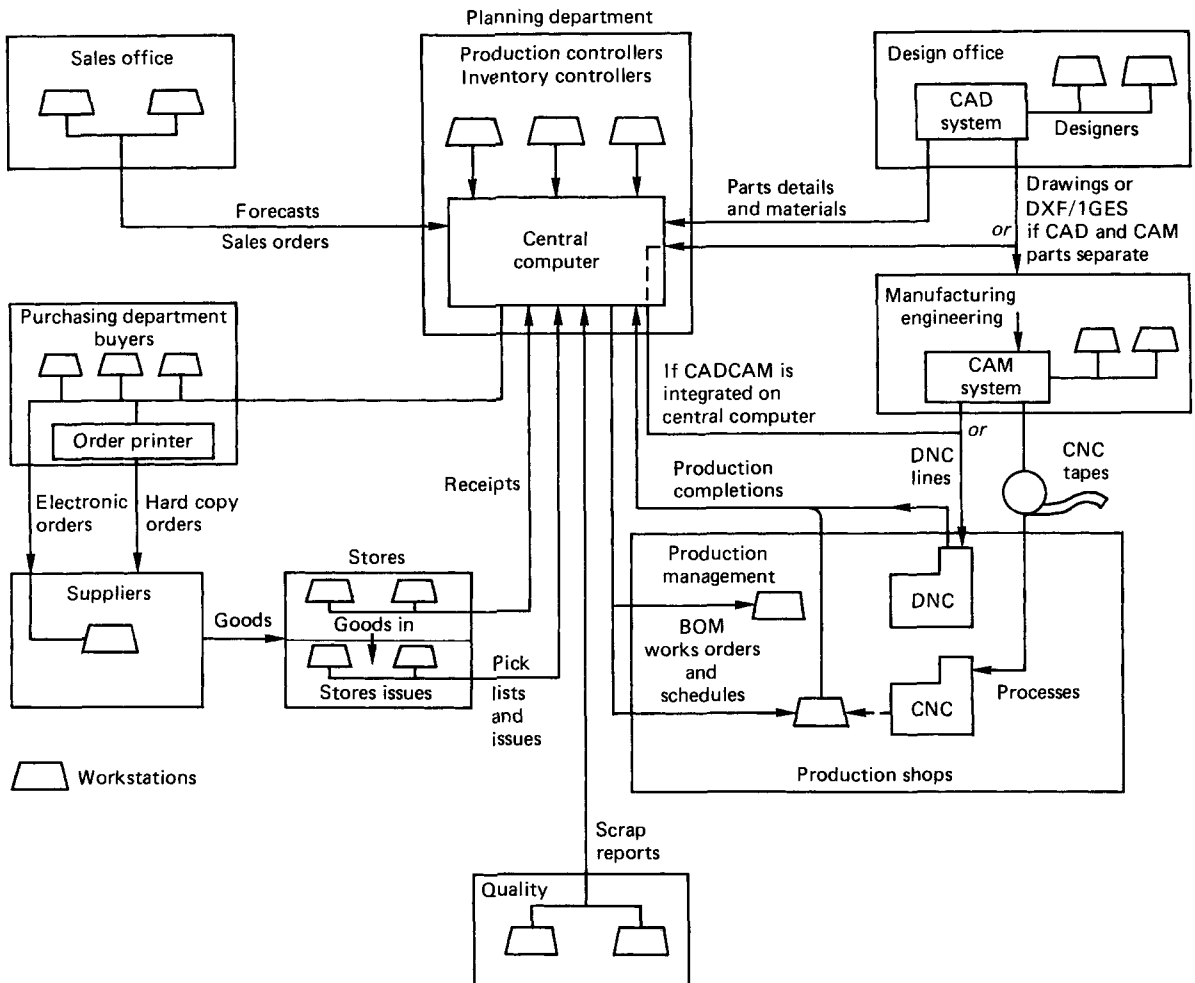 Planning department
Sales office
Production controllers
Inventory controllers
Design office
CAD
system
Designers
Forecasts
Sales orders
Central
computer
Parts details
and materials
Drawings or
DXF/1GES
if CAD and CAM
parts separate
or
Purchasing department
buyers
Order printer
Manufacturing
engineering
CAM
system
If CADCAM is
integrated on
central computer
or
DNC
lines
CNC
tapes
Electronic
orders
Hard copy
orders
Receipts
Production
completions
Suppliers
Goods
Stores
Goods in
Stores issues
Pick
lists
and
issues
Production
management
BOM
works orders
and
schedules
DNC
CNC
Processes
Production shops
Workstations
Scrap
reports
Quality